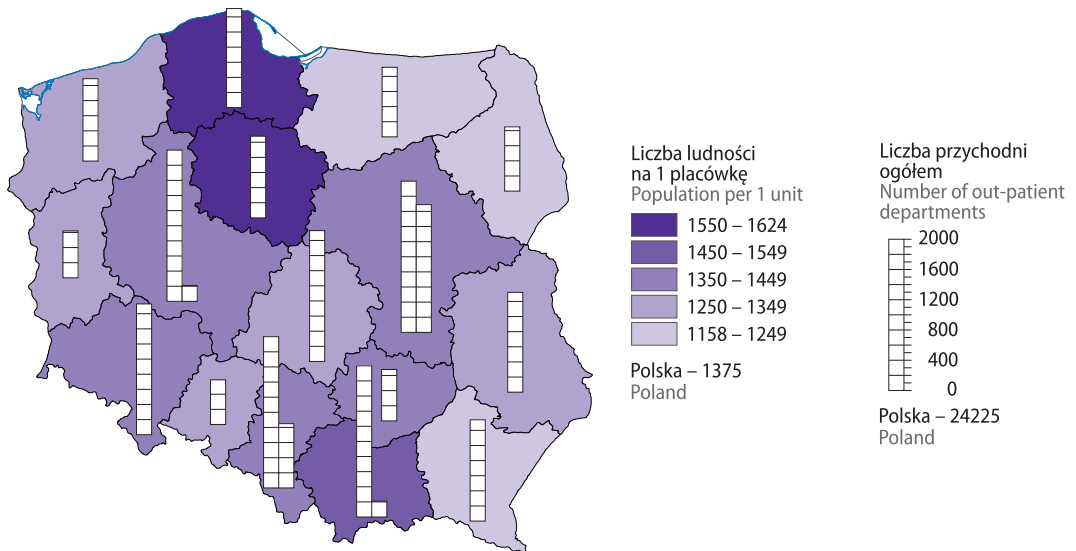 Liczba ludności
na 1 placówkę
Population per 1 unit
1550 – 1624
1450 – 1549
1350 – 1449
1250 – 1349
1158 – 1249
Polska – 1375
Poland
Liczba przychodni
ogółem
Number of out-patient
departments
2000
1600
1200
800
400
0
Polska – 24225
Poland